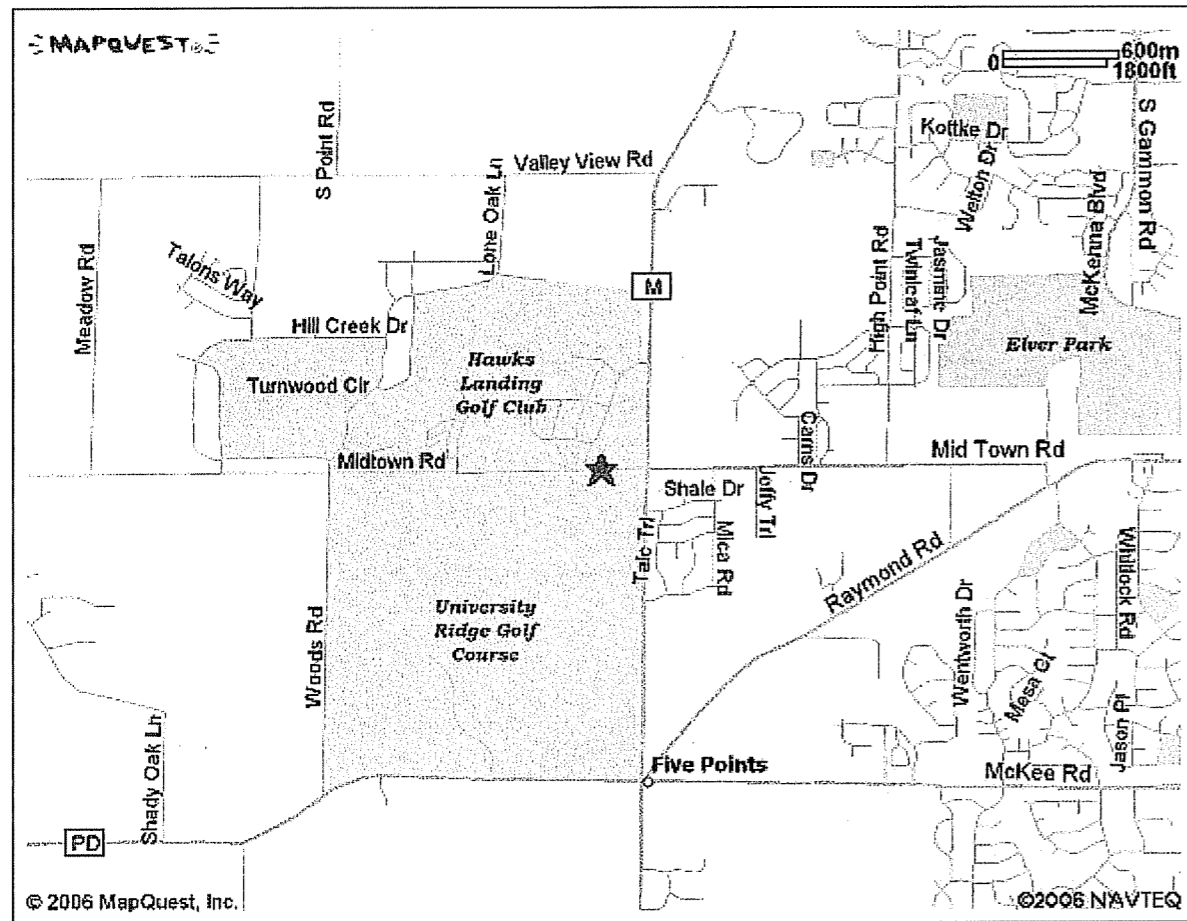 MAPQUEST
600m
0
1800ft
S Point Rd
Kottke Dr
S Gammon Rd
Valley View Rd
Lone Oak Ln
Welton Dr
McKenna Blvd
Meadow Rd
Talons Way
M
High Point Rd
Twinleaf Ln
Jasmine Dr
Hill Creek Dr
Elver Park
Hawks
Landing
Golf Club
Turnwood Cir
Carns Dr
Midtown Rd
Mid Town Rd
Shale Dr
Joffy Trl
Talc Trl
Mica Rd
Raymond Rd
Whitlock Rd
University
Ridge Golf
Course
Wentworth Dr
Woods Rd
Mesa Ct
Jason Pl
Shady Oak Ln
Five Points
McKee Rd
PD
© 2006 MapQuest, Inc.
©2006 NAVTEQ